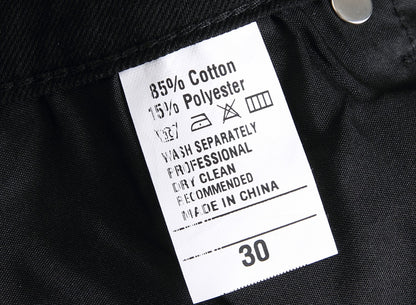 85% Cotton
15% Polyester
WASH SEPARATELY
PROFESSIONAL
DRY CLEAN
RECOMMENDED
MADE IN CHINA
30